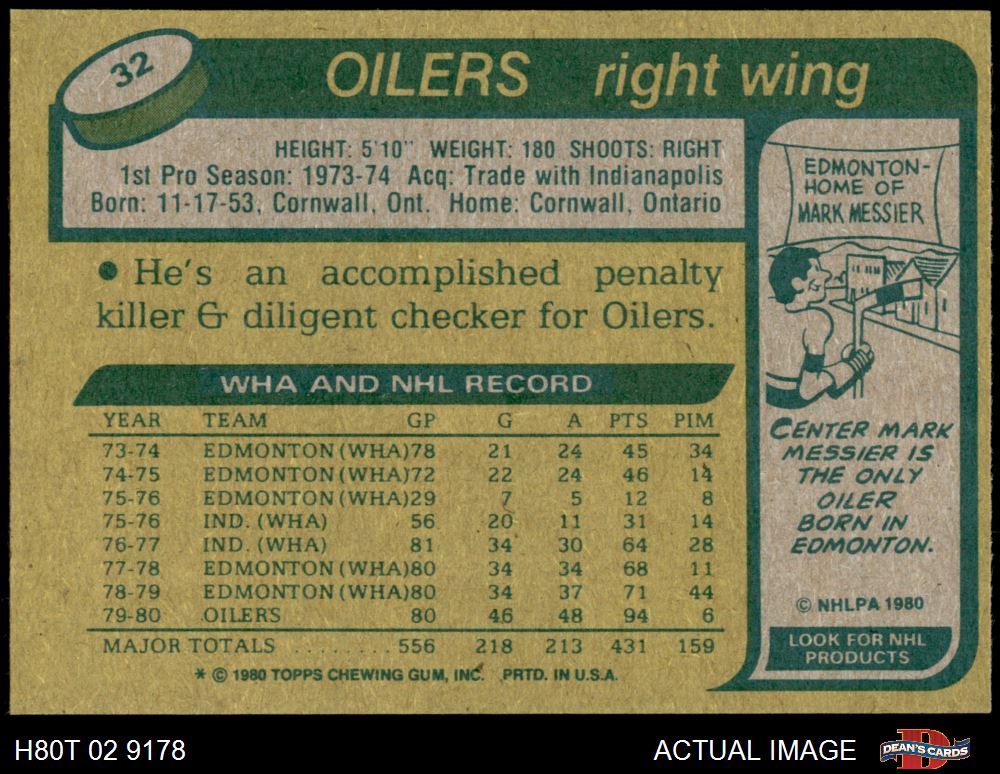 32
OILERS right wing
HEIGHT: 5'10" WEIGHT: 180 SHOOTS: RIGHT
1st Pro Season: 1973-74 Acq: Trade with Indianapolis
Born: 11-17-53, Cornwall, Ont. Home: Cornwall, Ontario
• He's an accomplished penalty
killer & diligent checker for Oilers.
WHA AND NHL RECORD
YEAR TEAM GP G A PTS PIM
73-74 EDMONTON (WHA) 78 21 24 45 34
74-75 EDMONTON (WHA) 72 22 24 46 14
75-76 EDMONTON (WHA) 29 7 5 12 8
75-76 IND. (WHA) 56 20 11 31 14
76-77 IND. (WHA) 81 34 30 64 28
77-78 EDMONTON (WHA) 80 34 34 68 11
78-79 EDMONTON (WHA) 80 34 37 71 44
79-80 OILERS 80 46 48 94 6
MAJOR TOTALS ........ 556 218 213 431 159
* © 1980 TOPPS CHEWING GUM, INC. PRTD. IN U.S.A.
EDMONTON-
HOME OF
MARK MESSIER
CENTER MARK
MESSIER IS
THE ONLY
OILER
BORN IN
EDMONTON.
© NHLPA 1980
LOOK FOR NHL
PRODUCTS
H80T 02 9178
ACTUAL IMAGE
DEAN'S CARDS